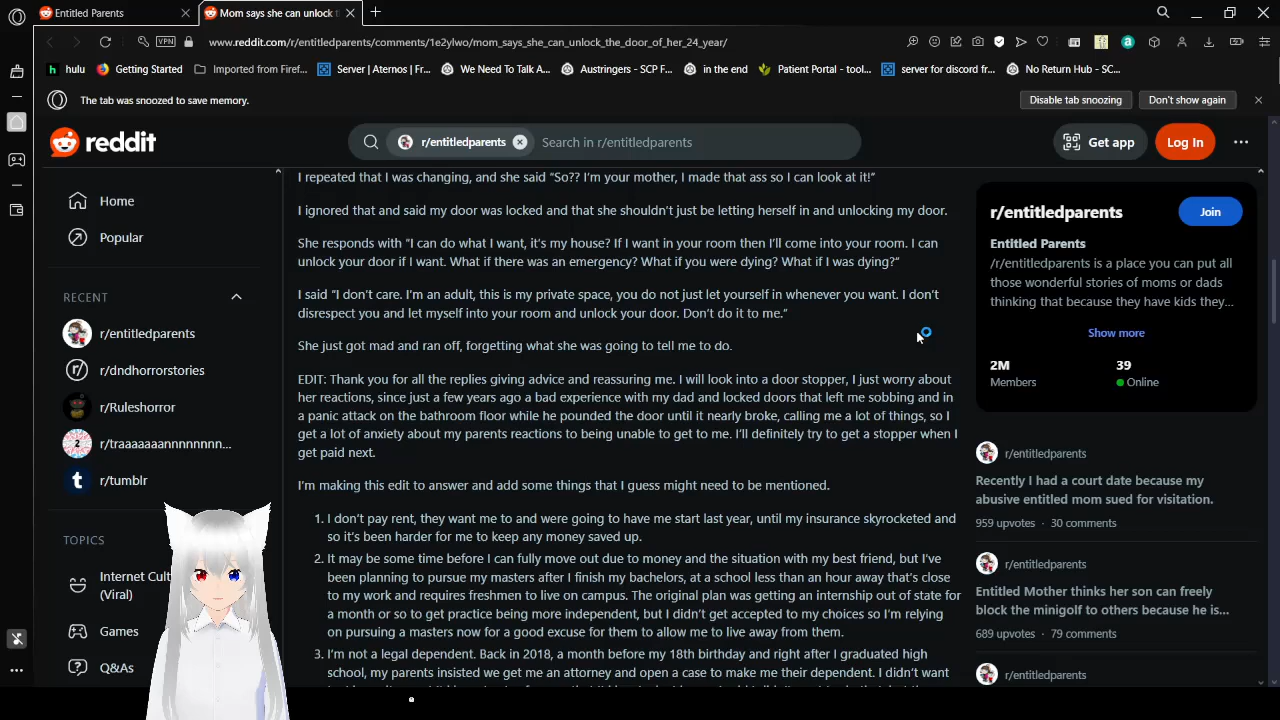 Entitled Parents
Mom says she can unlock t
VPN
www.reddit.com/r/entitledparents/comments/1e2ylwo/mom_says_she_can_unlock_the_door_of_her_24_year/
hulu
Getting Started
Imported from Firef...
Server | Aternos | Fr...
We Need To Talk A...
Austringers - SCP F...
in the end
Patient Portal - tool...
server for discord fr...
No Return Hub - SC...
The tab was snoozed to save memory.
Disable tab snoozing
Don't show again
reddit
r/entitledparents
Search in r/entitledparents
Get app
Log In
Home
Popular
RECENT
r/entitledparents
r/dndhorrorstories
r/Ruleshorror
r/traaaaaaannnnnnnn...
r/tumblr
TOPICS
Internet Cult
(Viral)
Games
Q&As
I repeated that I was changing, and she said “So?? I’m your mother, I made that ass so I can look at it!”
I ignored that and said my door was locked and that she shouldn't just be letting herself in and unlocking my door.
She responds with “I can do what I want, it’s my house? If I want in your room then I’ll come into your room. I can
unlock your door if I want. What if there was an emergency? What if you were dying? What if I was dying?“
I said “I don’t care. I’m an adult, this is my private space, you do not just let yourself in whenever you want. I don’t
disrespect you and let myself into your room and unlock your door. Don’t do it to me.”
She just got mad and ran off, forgetting what she was going to tell me to do.
EDIT: Thank you for all the replies giving advice and reassuring me. I will look into a door stopper, I just worry about
her reactions, since just a few years ago a bad experience with my dad and locked doors that left me sobbing and in
a panic attack on the bathroom floor while he pounded the door until it nearly broke, calling me a lot of things, so I
get a lot of anxiety about my parents reactions to being unable to get to me. I’ll definitely try to get a stopper when I
get paid next.
I’m making this edit to answer and add some things that I guess might need to be mentioned.
1. I don’t pay rent, they want me to and were going to have me start last year, until my insurance skyrocketed and
so it’s been harder for me to keep any money saved up.
2. It may be some time before I can fully move out due to money and the situation with my best friend, but I’ve
been planning to pursue my masters after I finish my bachelors, at a school less than an hour away that's close
to my work and requires freshmen to live on campus. The original plan was getting an internship out of state for
a month or so to get practice being more independent, but I didn’t get accepted to my choices so I’m relying
on pursuing a masters now for a good excuse for them to allow me to live away from them.
3. I’m not a legal dependent. Back in 2018, a month before my 18th birthday and right after I graduated high
school, my parents insisted we get me an attorney and open a case to make me their dependent. I didn’t want
r/entitledparents
Join
Entitled Parents
/r/entitledparents is a place you can put all
those wonderful stories of moms or dads
thinking that because they have kids they...
Show more
2M
39
Members
Online
r/entitledparents
Recently I had a court date because my
abusive entitled mom sued for visitation.
959 upvotes · 30 comments
r/entitledparents
Entitled Mother thinks her son can freely
block the minigolf to others because he is...
689 upvotes · 79 comments
r/entitledparents